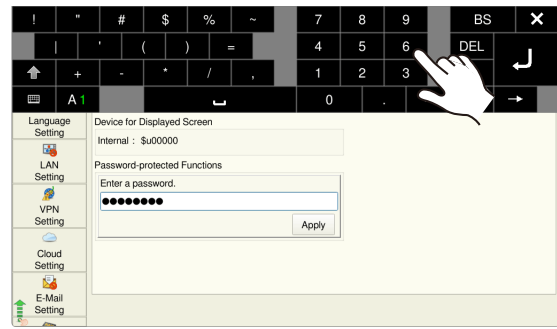 ! " # $ % ~ 7 8 9 BS ×
| ' ( ) = 4 5 6 DEL
+ - * / , 1 2 3
A 1 0 . →
Language
Setting
LAN
Setting
VPN
Setting
Cloud
Setting
E-Mail
Setting
Device for Displayed Screen
Internal : $u00000
Password-protected Functions
Enter a password.
●●●●●●●●
Apply